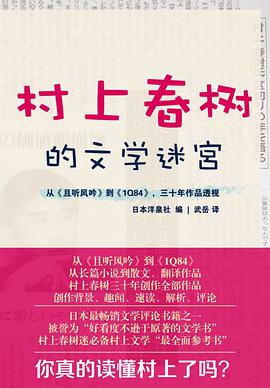 村上春树
的文学迷宫
从《且听风吟》到《1Q84》，三十年作品透视
日本洋泉社 编 | 武岳 译
从《且听风吟》到《1Q84》
从长篇小说到散文、翻译作品
村上春树三十年创作全部作品
创作背景、趣闻、速读、解析、评论
日本最畅销文学评论书籍之一
被誉为“好看度不逊于原著的文学书”
村上春树迷必备村上文学“最全面参考书”
你真的读懂村上了吗？